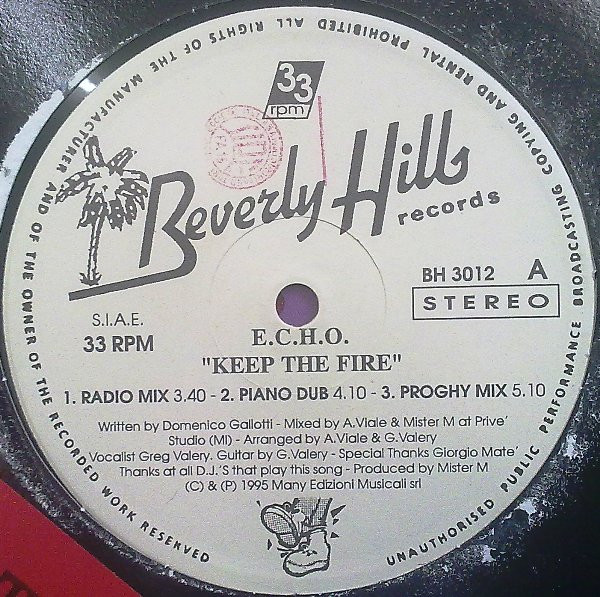 ALL RIGHTS OF THE MANUFACTURER AND OF THE OWNER OF THE RECORDED WORK RESERVED
UNAUTHORISED PUBLIC PERFORMANCE BROADCASTING COPYING AND RENTAL PROHIBITED
33
rpm
Beverly Hills
records
BH 3012 A
STEREO
S.I.A.E.
33 RPM
E.C.H.O.
"KEEP THE FIRE"
1. RADIO MIX 3.40 - 2. PIANO DUB 4.10 - 3. PROGHY MIX 5.10
Written by Domenico Gallotti - Mixed by A.Viale & Mister M at Prive'
Studio (MI) - Arranged by A.Viale & G.Valery
Vocalist Greg Valery. Guitar by G.Valery - Special Thanks Giorgio Mate'
Thanks at all D.J.'S that play this song - Produced by Mister M
(C) & (P) 1995 Many Edizioni Musicali srl